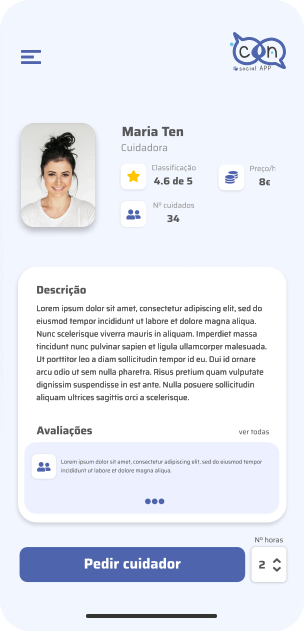 con
social APP
Maria Ten
Cuidadora
Classificação
4.6 de 5
Preço/h
8€
Nº cuidados
34
Descrição
Lorem ipsum dolor sit amet, consectetur adipiscing elit, sed do
eiusmod tempor incididunt ut labore et dolore magna aliqua.
Nunc scelerisque viverra mauris in aliquam. Imperdiet massa
tincidunt nunc pulvinar sapien et ligula ullamcorper malesuada.
Ut porttitor leo a diam sollicitudin tempor id eu. Dui id ornare
arcu odio ut sem nulla pharetra. Risus pretium quam vulputate
dignissim suspendisse in est ante. Nulla posuere sollicitudin
aliquam ultrices sagittis orci a scelerisque.
Avaliações
ver todas
Lorem ipsum dolor sit amet, consectetur adipiscing elit, sed do eiusmod tempor
incididunt ut labore et dolore magna aliqua.
Nº horas
Pedir cuidador
2